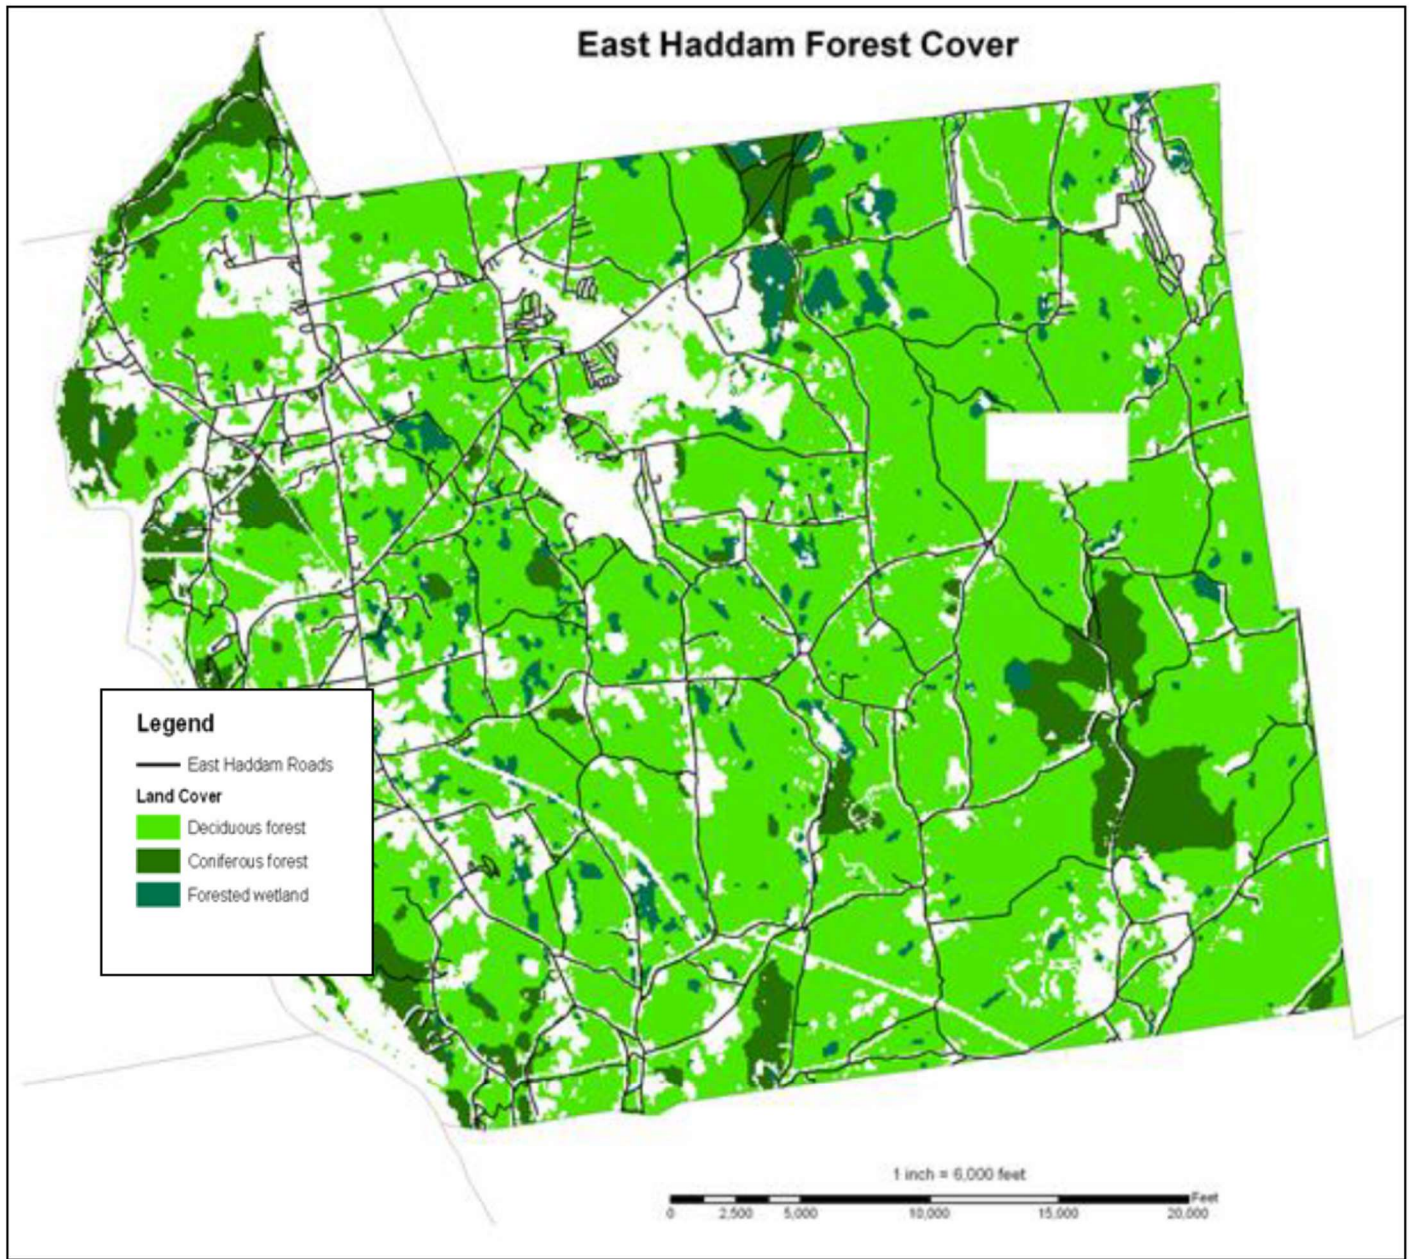 East Haddam Forest Cover
Legend
East Haddam Roads
Land Cover
Deciduous forest
Coniferous forest
Forested wetland
1 inch = 6,000 feet
Feet
0 2,500 5,000 10,000 15,000 20,000